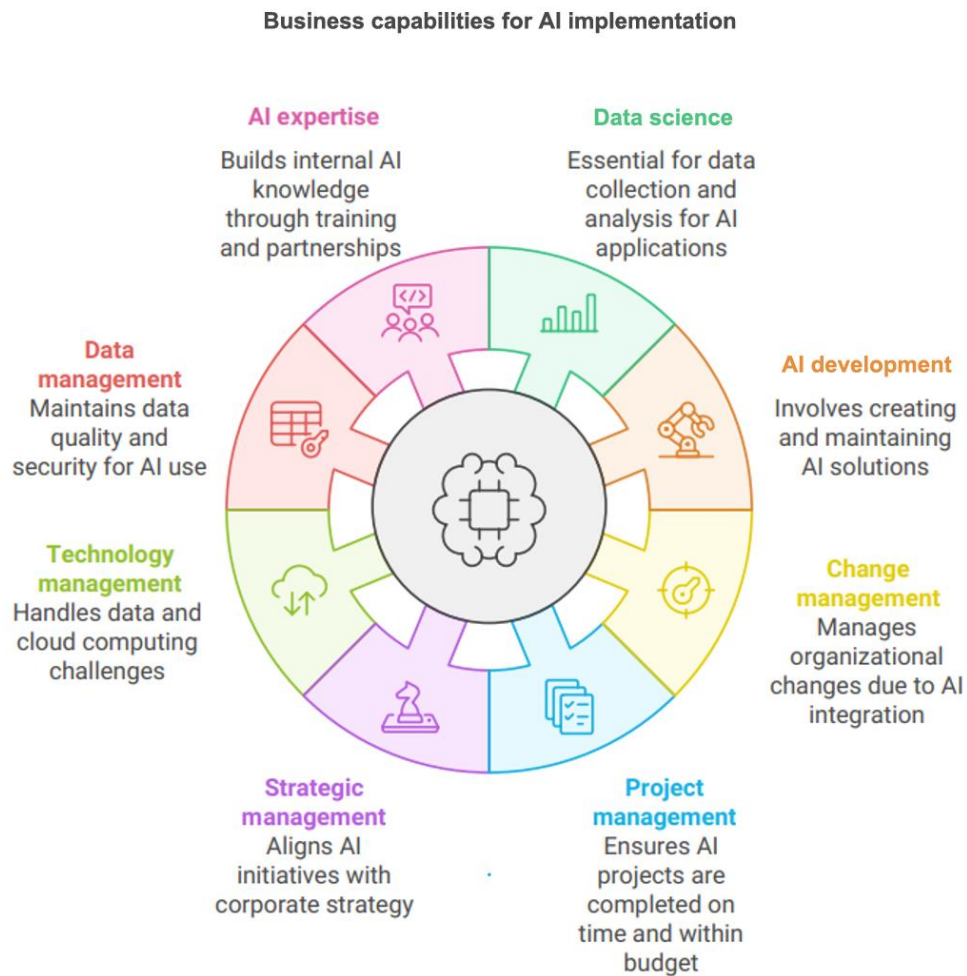 Business capabilities for AI implementation
AI expertise
Builds internal AI
knowledge
through training
and partnerships
Data science
Essential for data
collection and
analysis for AI
applications
Data
management
Maintains data
quality and
security for AI use
AI development
Involves creating
and maintaining
AI solutions
Technology
management
Handles data and
cloud computing
challenges
Change
management
Manages
organizational
changes due to AI
integration
Strategic
management
Aligns AI
initiatives with
corporate strategy
Project
management
Ensures AI
projects are
completed on
time and within
budget